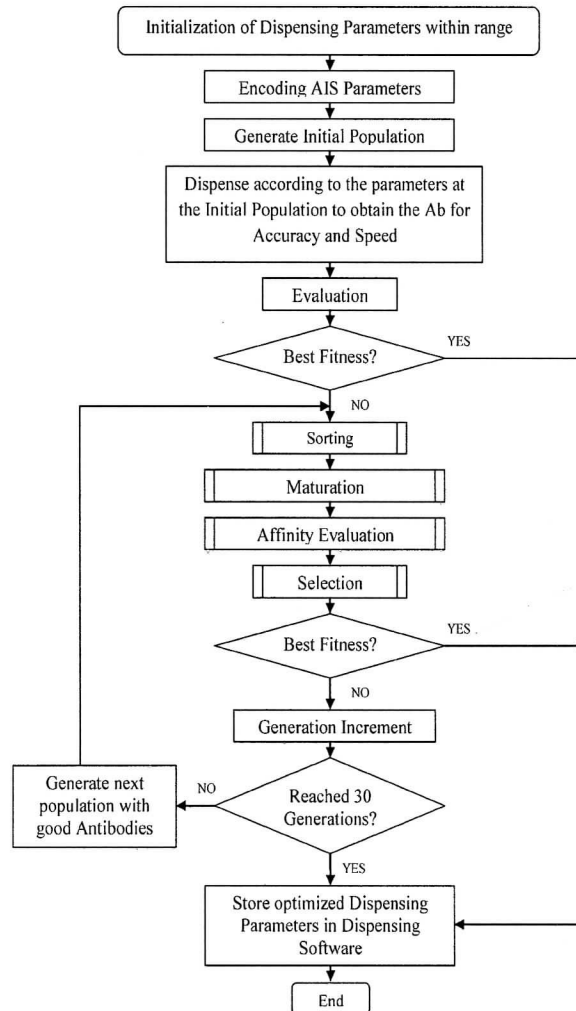 Initialization of Dispensing Parameters within range
Encoding AIS Parameters
Generate Initial Population
Dispense according to the parameters at
the Initial Population to obtain the Ab for
Accuracy and Speed
Evaluation
YES
Best Fitness?
NO
Sorting
Maturation
Affinity Evaluation
Selection
YES
Best Fitness?
NO
Generation Increment
Generate next
population with
good Antibodies
NO
Reached 30
Generations?
YES
Store optimized Dispensing
Parameters in Dispensing
Software
End